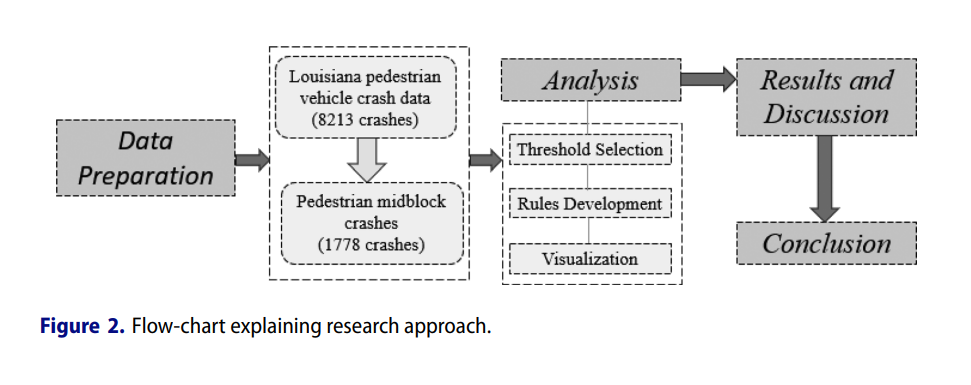 Data
Preparation
Louisiana pedestrian
vehicle crash data
(8213 crashes)
Pedestrian midblock
crashes
(1778 crashes)
Analysis
Threshold Selection
Rules Development
Visualization
Results and
Discussion
Conclusion
Figure 2. Flow-chart explaining research approach.